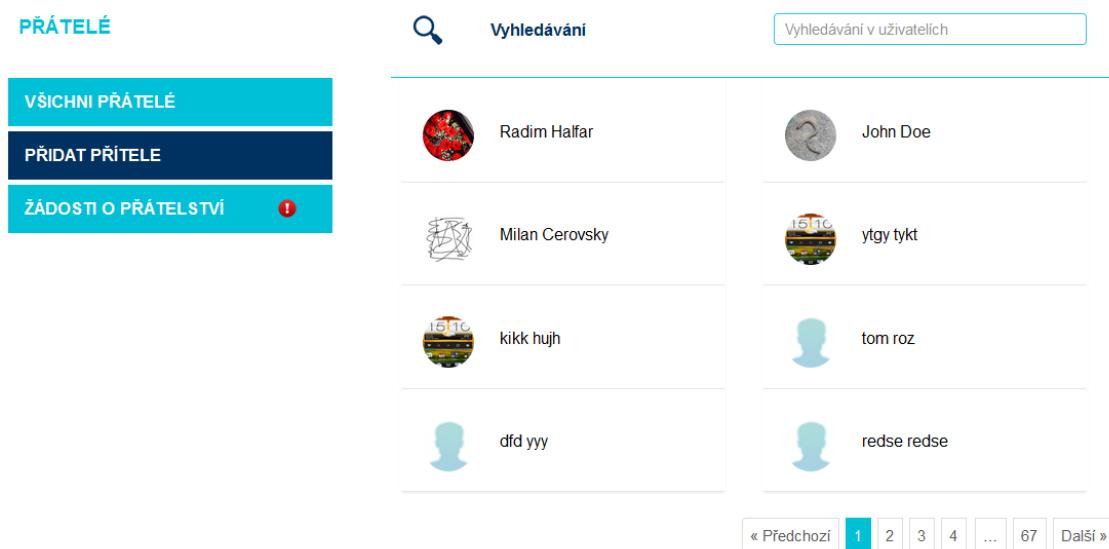 PŘÁTELÉ
Vyhledávání
Vyhledávání v uživatelích
VŠICHNI PŘÁTELÉ
PŘIDAT PŘÍTELE
ŽÁDOSTI O PŘÁTELSTVÍ
Radim Halfar
John Doe
Milan Cerovsky
ytgy tykt
kikk hujh
tom roz
dfd yyy
redse redse
« Předchozí 1 2 3 4 ... 67 Další »